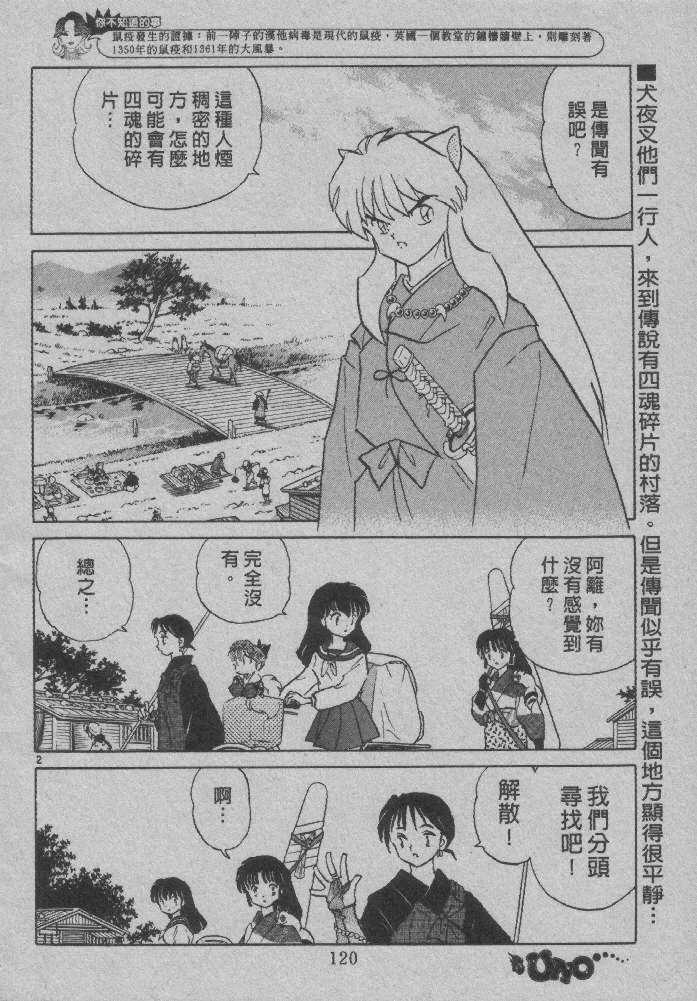 你不知道的事
鼠疫發生的證據：前一陣子的漢他病毒是現代的鼠疫，英國一個教堂的鐘樓牆壁上，則雕刻著
1350年的鼠疫和1361年的大風暴。
■犬夜叉他們一行人，來到傳說有四魂碎片的村落。但是傳聞似乎有誤，這個地方顯得很平靜…
是傳聞有
誤吧？
這種人煙
稠密的地
方，怎麼
可能會有
四魂的碎
片…
阿籬，妳有
沒有感覺到
什麼？
完全沒
有。
總之…
2
我們分頭
尋找吧！
解散！
啊…
120
UNO